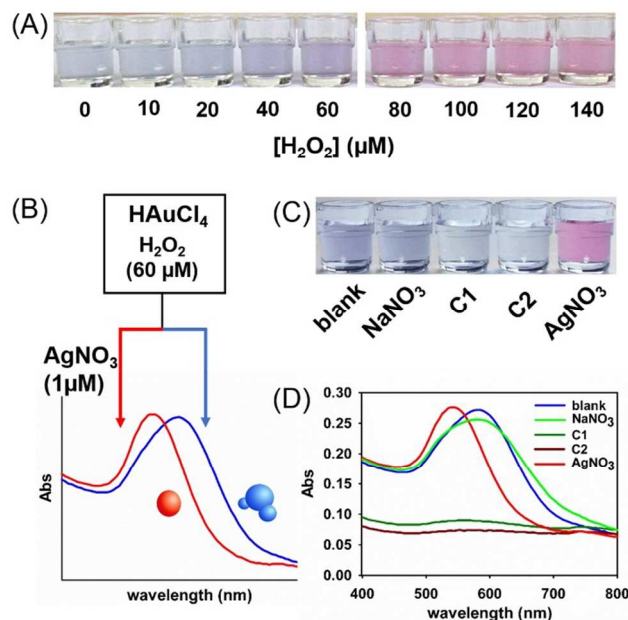 (A)
0 10 20 40 60 80 100 120 140
[H₂O₂] (µM)
(B)
HAuCl₄
H₂O₂
(60 µM)
AgNO₃
(1µM)
Abs
wavelength (nm)
(C)
blank NaNO₃ C1 C2 AgNO₃
(D)
0.30
0.25
0.20
0.15
0.10
0.05
0.00
Abs
blank
NaNO₃
C1
C2
AgNO₃
400 500 600 700 800
wavelength (nm)